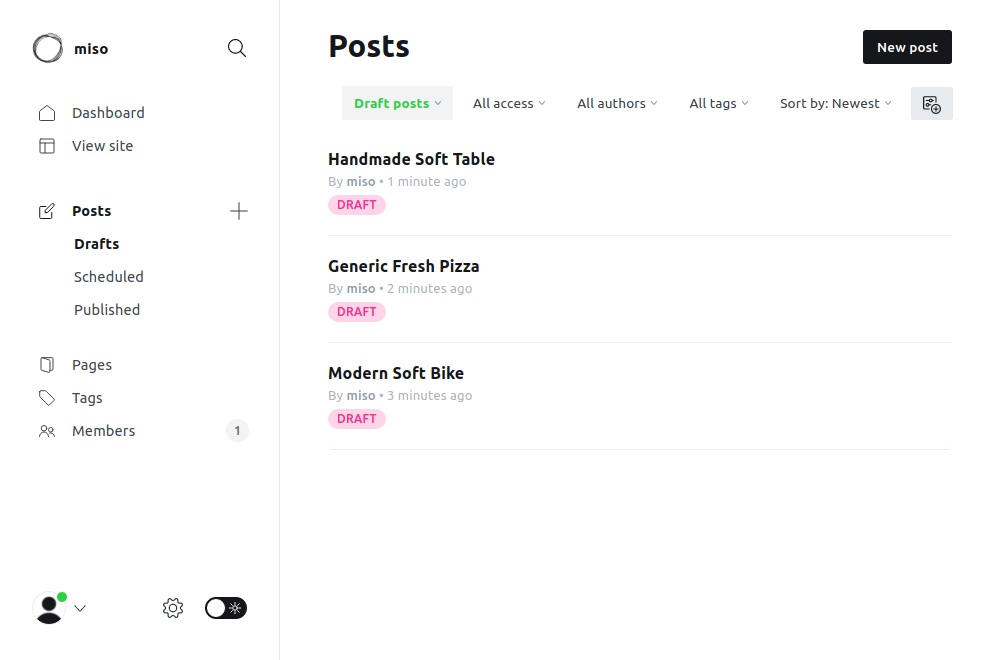 miso
Dashboard
View site
Posts
Drafts
Scheduled
Published
Pages
Tags
Members 1
Posts
New post
Draft posts All access All authors All tags Sort by: Newest
Handmade Soft Table
By miso • 1 minute ago
DRAFT
Generic Fresh Pizza
By miso • 2 minutes ago
DRAFT
Modern Soft Bike
By miso • 3 minutes ago
DRAFT